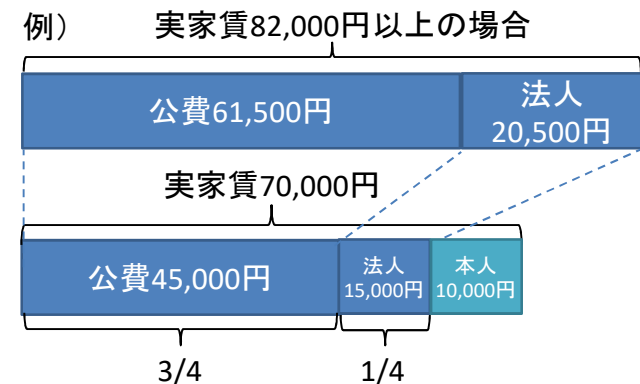 例） 実家賃82,000円以上の場合
公費61,500円
法人
20,500円
実家賃70,000円
公費45,000円
法人
15,000円
本人
10,000円
3/4
1/4